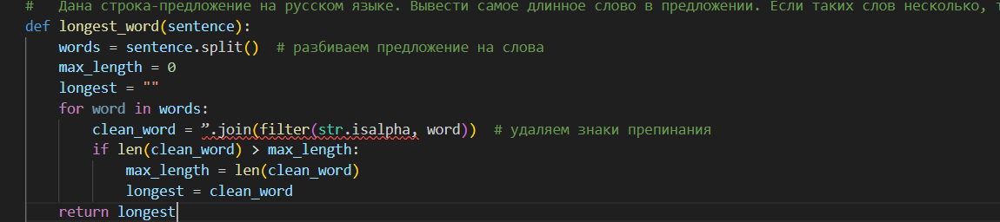 #   Дана строка-предложение на русском языке. Вывести самое длинное слово в предложении. Если таких слов несколько,
def longest_word(sentence):
    words = sentence.split()  # разбиваем предложение на слова
    max_length = 0
    longest = ""
    for word in words:
        clean_word = ”.join(filter(str.isalpha, word))  # удаляем знаки препинания
        if len(clean_word) > max_length:
            max_length = len(clean_word)
            longest = clean_word
    return longest